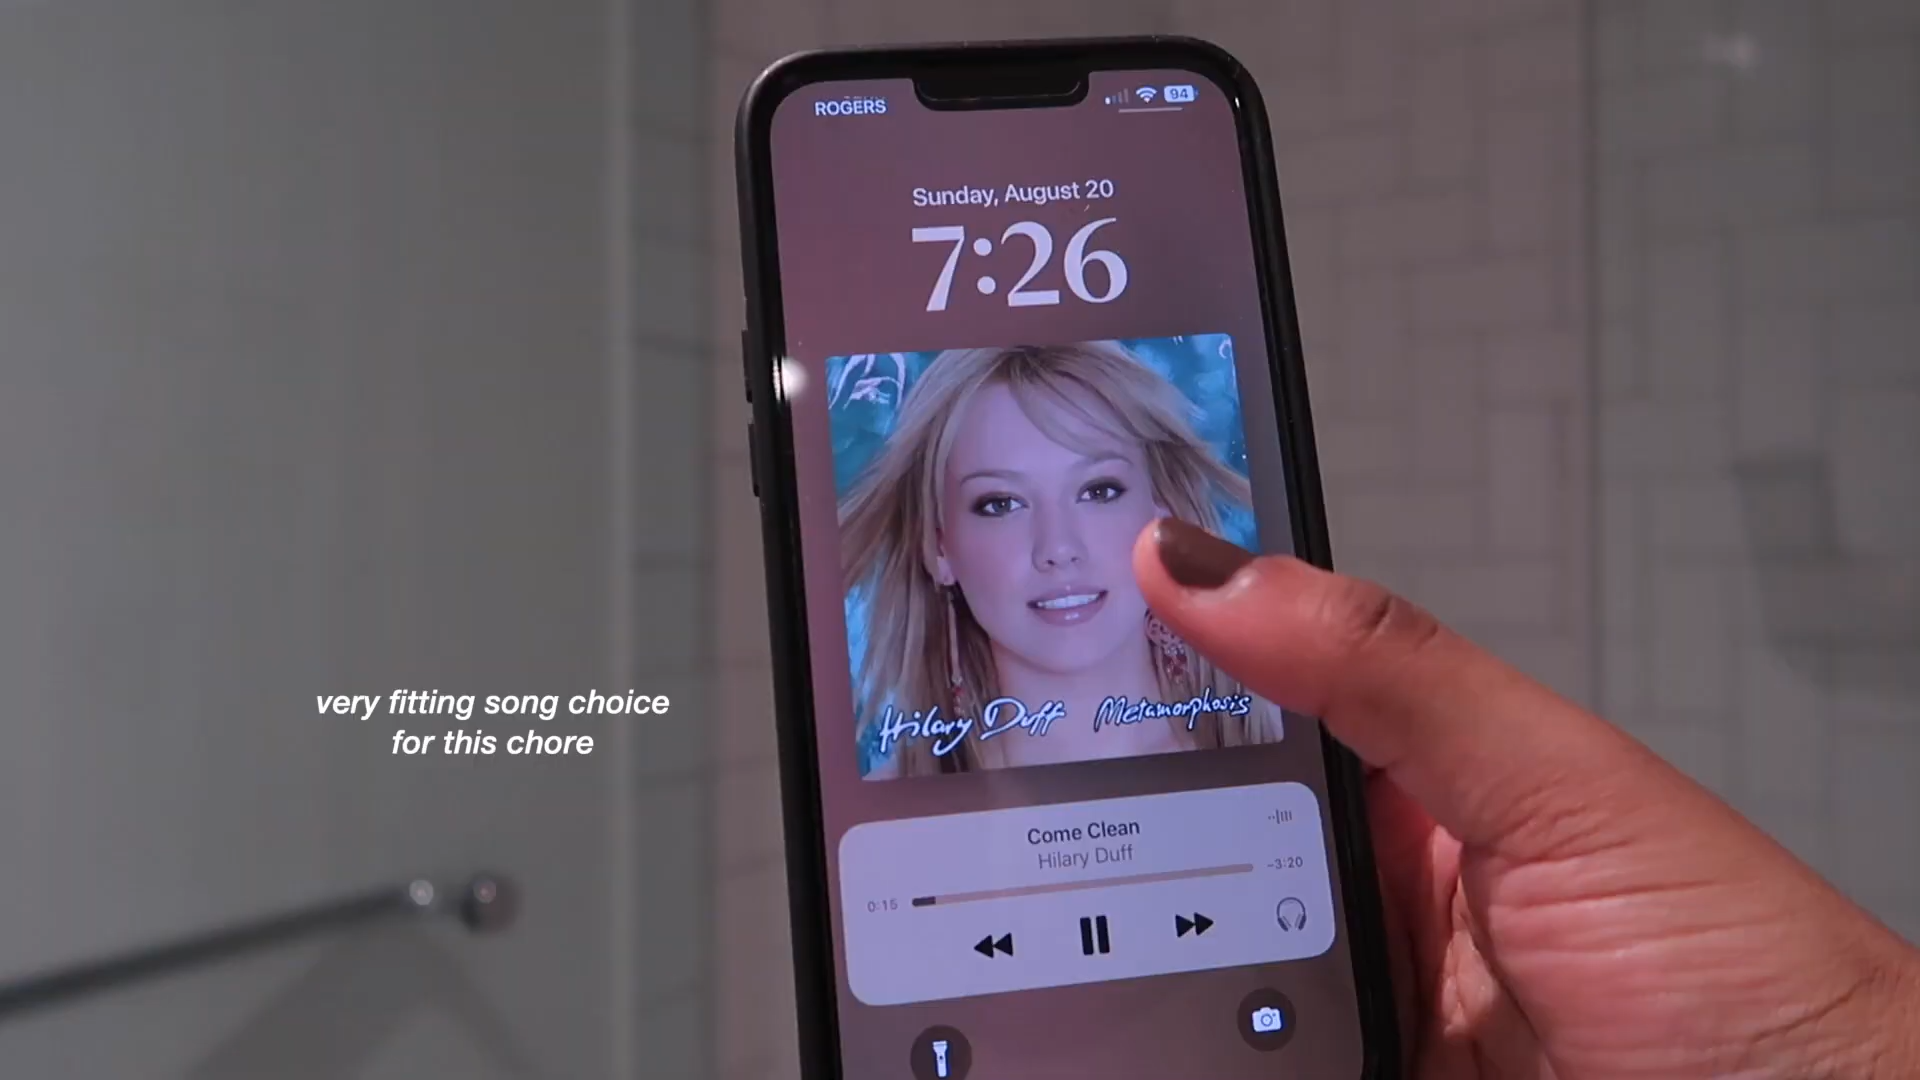 ROGERS
94
Sunday, August 20
7:26
Hilary Duff Metamorphosis
very fitting song choice
for this chore
Come Clean
Hilary Duff
0:15
-3:20